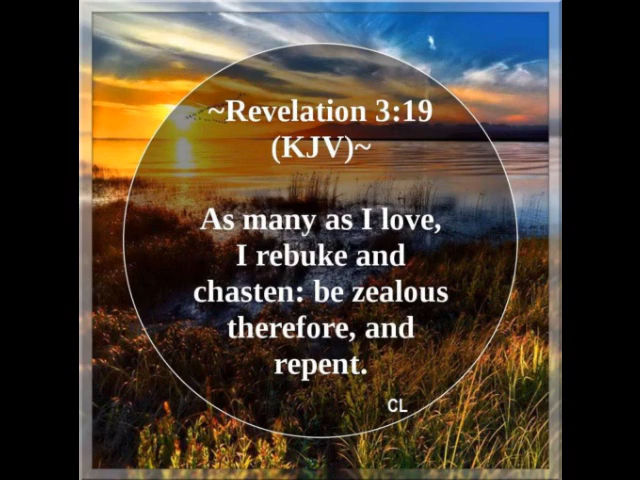 ~Revelation 3:19
(KJV)~
As many as I love,
I rebuke and
chasten: be zealous
therefore, and
repent.
CL